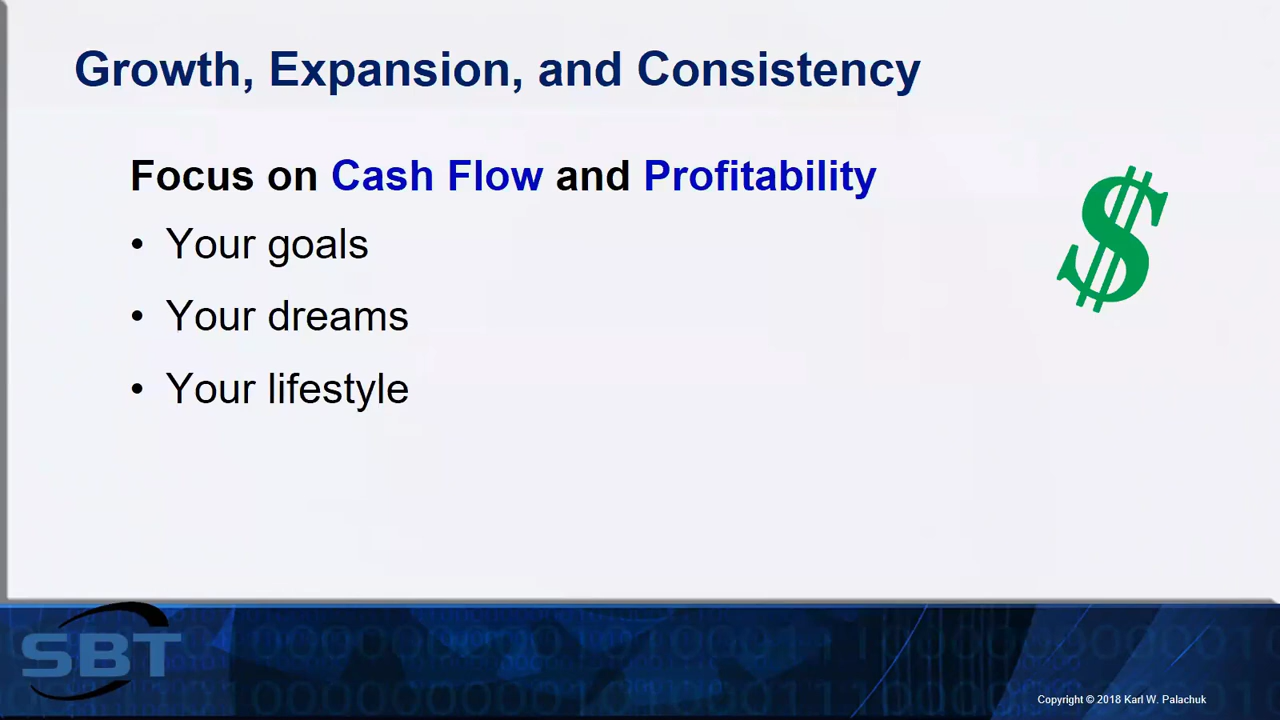 Growth, Expansion, and Consistency
Focus on Cash Flow and Profitability
• Your goals
• Your dreams
• Your lifestyle
$
SBT
Copyright © 2018 Karl W. Palachuk